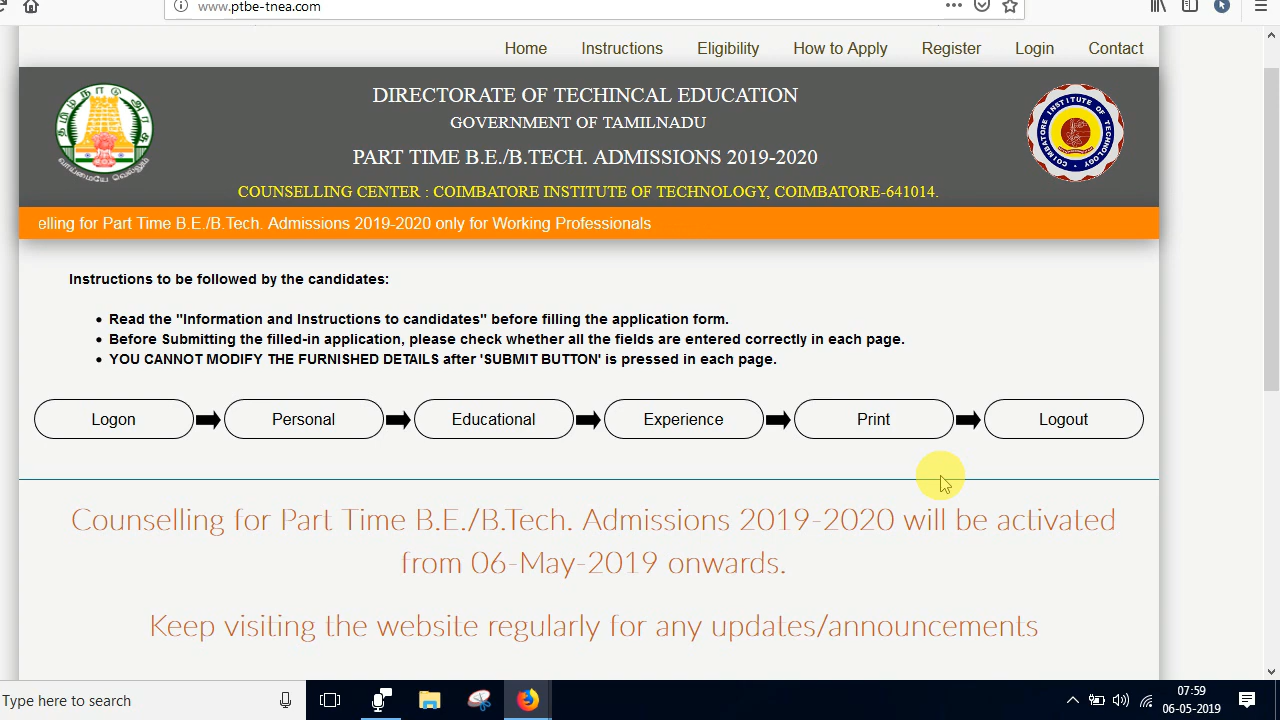 www.ptbe-tnea.com
Home Instructions Eligibility How to Apply Register Login Contact
DIRECTORATE OF TECHINCAL EDUCATION
GOVERNMENT OF TAMILNADU
PART TIME B.E./B.TECH. ADMISSIONS 2019-2020
COUNSELLING CENTER : COIMBATORE INSTITUTE OF TECHNOLOGY, COIMBATORE-641014.
COIMBATORE INSTITUTE OF TECHNOLOGY
elling for Part Time B.E./B.Tech. Admissions 2019-2020 only for Working Professionals
Instructions to be followed by the candidates:
Read the "Information and Instructions to candidates" before filling the application form.
Before Submitting the filled-in application, please check whether all the fields are entered correctly in each page.
YOU CANNOT MODIFY THE FURNISHED DETAILS after 'SUBMIT BUTTON' is pressed in each page.
Logon Personal Educational Experience Print Logout
Counselling for Part Time B.E./B.Tech. Admissions 2019-2020 will be activated
from 06-May-2019 onwards.
Keep visiting the website regularly for any updates/announcements
Type here to search
07:59
06-05-2019